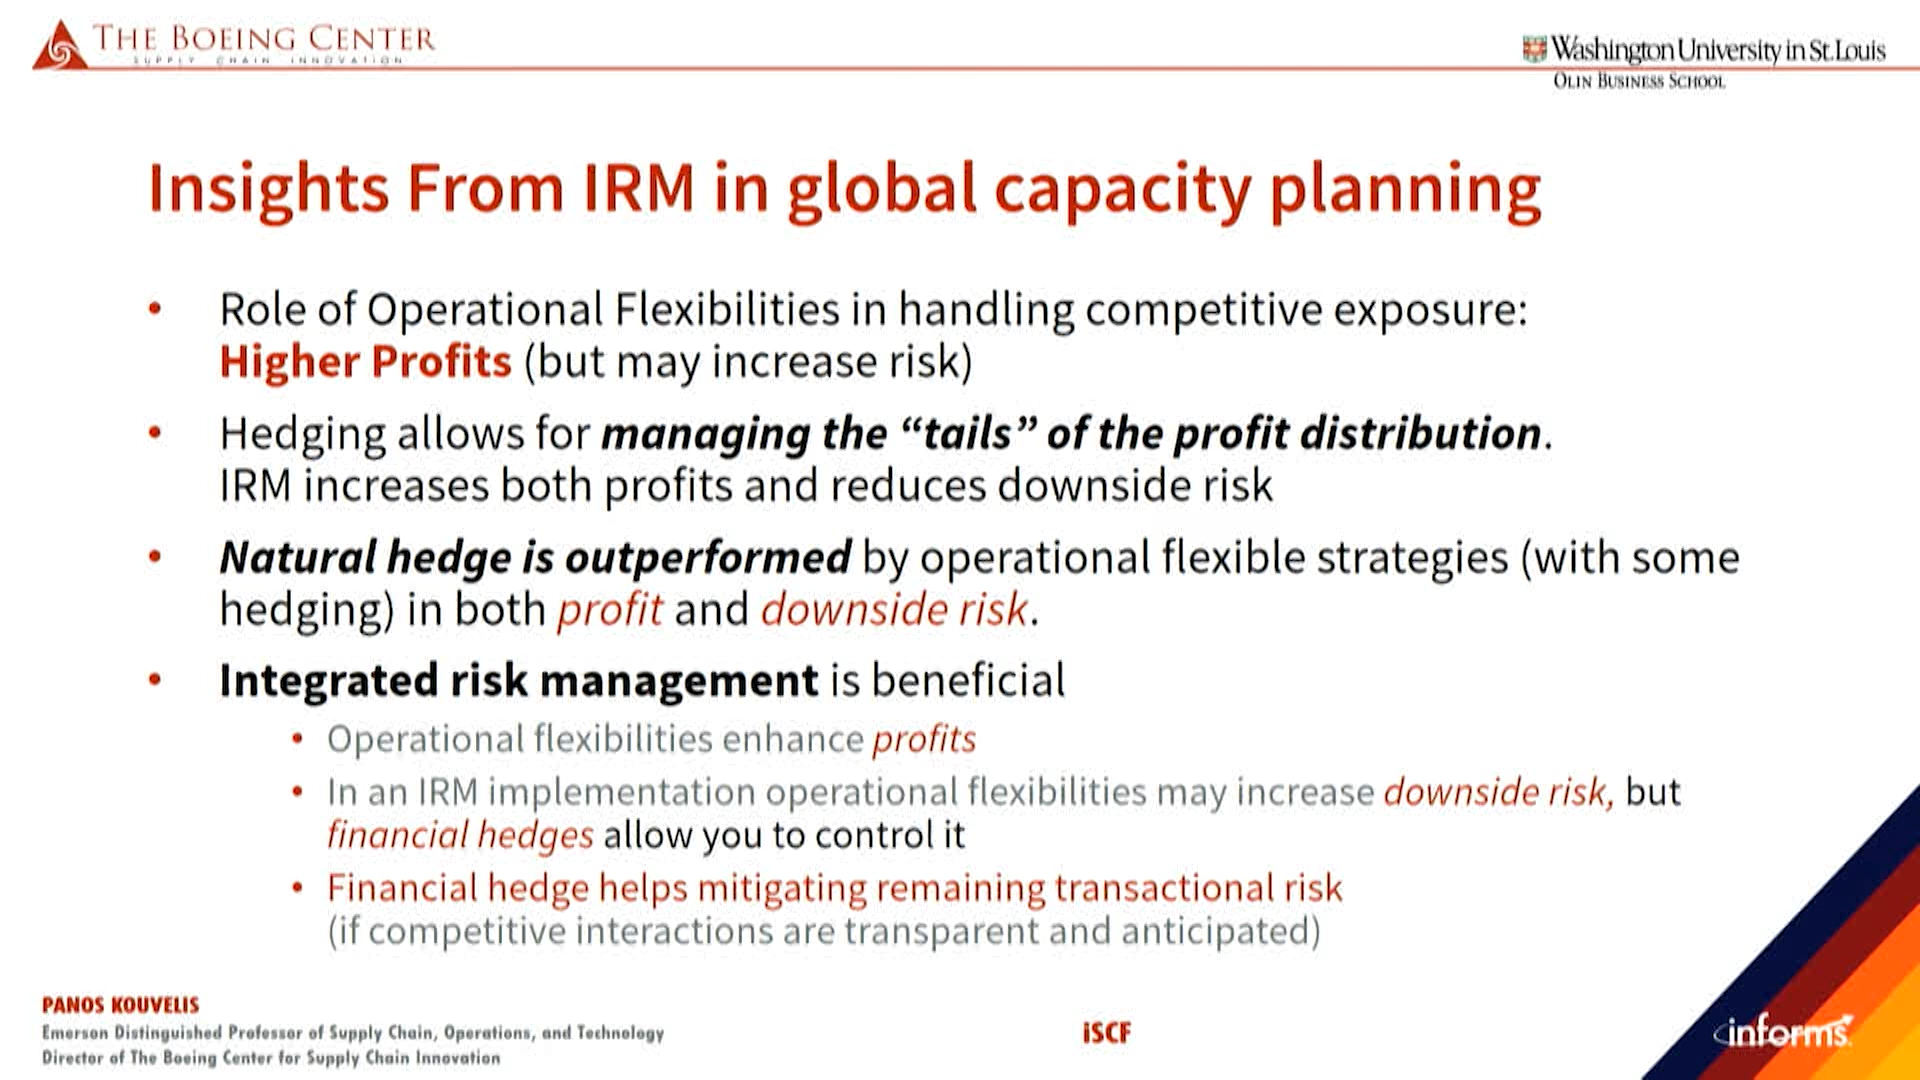 THE BOEING CENTER
SUPPLY CHAIN INNOVATION
Washington University in St. Louis
OLIN BUSINESS SCHOOL
Insights From IRM in global capacity planning
• Role of Operational Flexibilities in handling competitive exposure:
Higher Profits (but may increase risk)
• Hedging allows for managing the “tails” of the profit distribution.
IRM increases both profits and reduces downside risk
• Natural hedge is outperformed by operational flexible strategies (with some
hedging) in both profit and downside risk.
• Integrated risk management is beneficial
• Operational flexibilities enhance profits
• In an IRM implementation operational flexibilities may increase downside risk, but
financial hedges allow you to control it
• Financial hedge helps mitigating remaining transactional risk
(if competitive interactions are transparent and anticipated)
PANOS KOUVELIS
Emerson Distinguished Professor of Supply Chain, Operations, and Technology
Director of The Boeing Center for Supply Chain Innovation
iSCF
informs